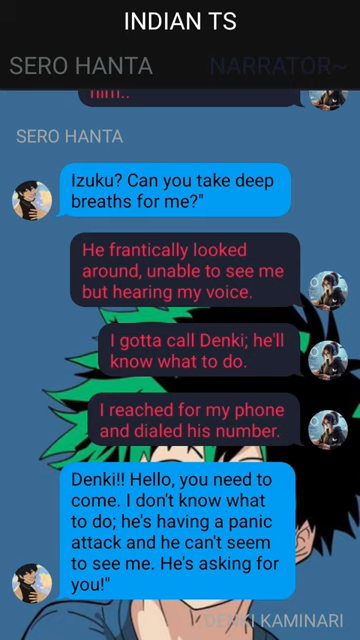 INDIAN TS
SERO HANTA
NARRATOR~
him..
SERO HANTA
Izuku? Can you take deep
breaths for me?"
He frantically looked
around, unable to see me
but hearing my voice.
I gotta call Denki; he'll
know what to do.
I reached for my phone
and dialed his number.
Denki!! Hello, you need to
come. I don't know what
to do; he's having a panic
attack and he can't seem
to see me. He's asking for
you!"
DENKI KAMINARI